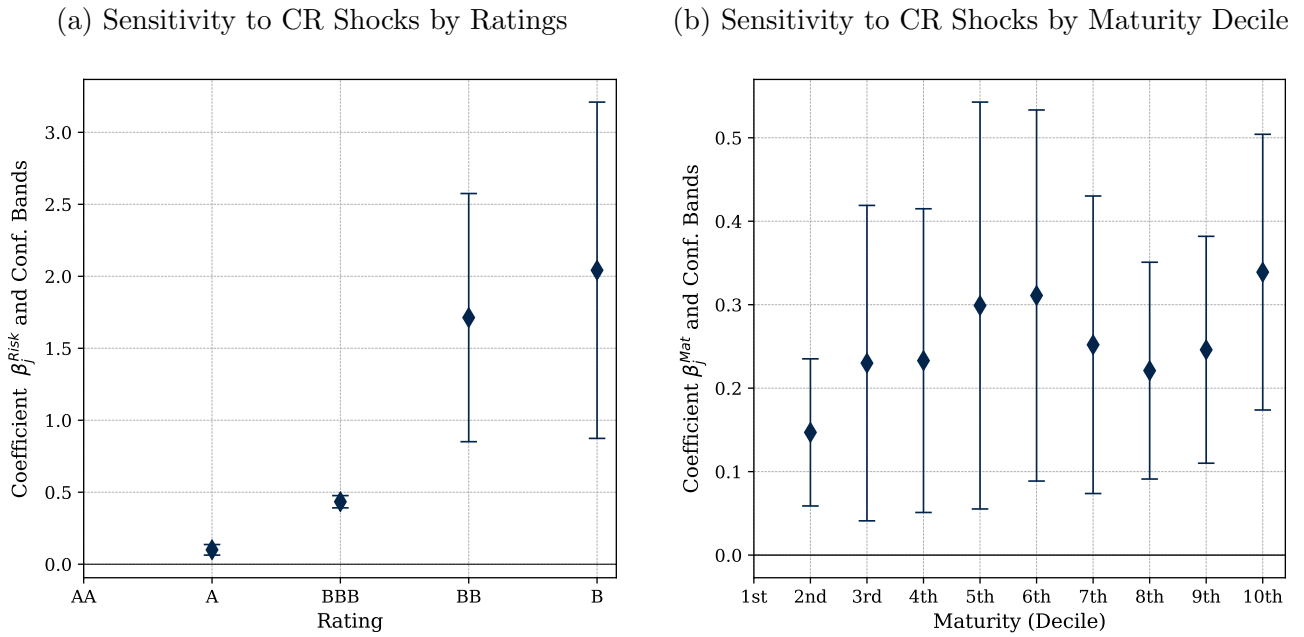 (a) Sensitivity to CR Shocks by Ratings
Coefficient β_j^{Risk} and Conf. Bands
3.0
2.5
2.0
1.5
1.0
0.5
0.0
AA A BBB BB B
Rating
(b) Sensitivity to CR Shocks by Maturity Decile
Coefficient β_j^{Mat} and Conf. Bands
0.5
0.4
0.3
0.2
0.1
0.0
1st 2nd 3rd 4th 5th 6th 7th 8th 9th 10th
Maturity (Decile)